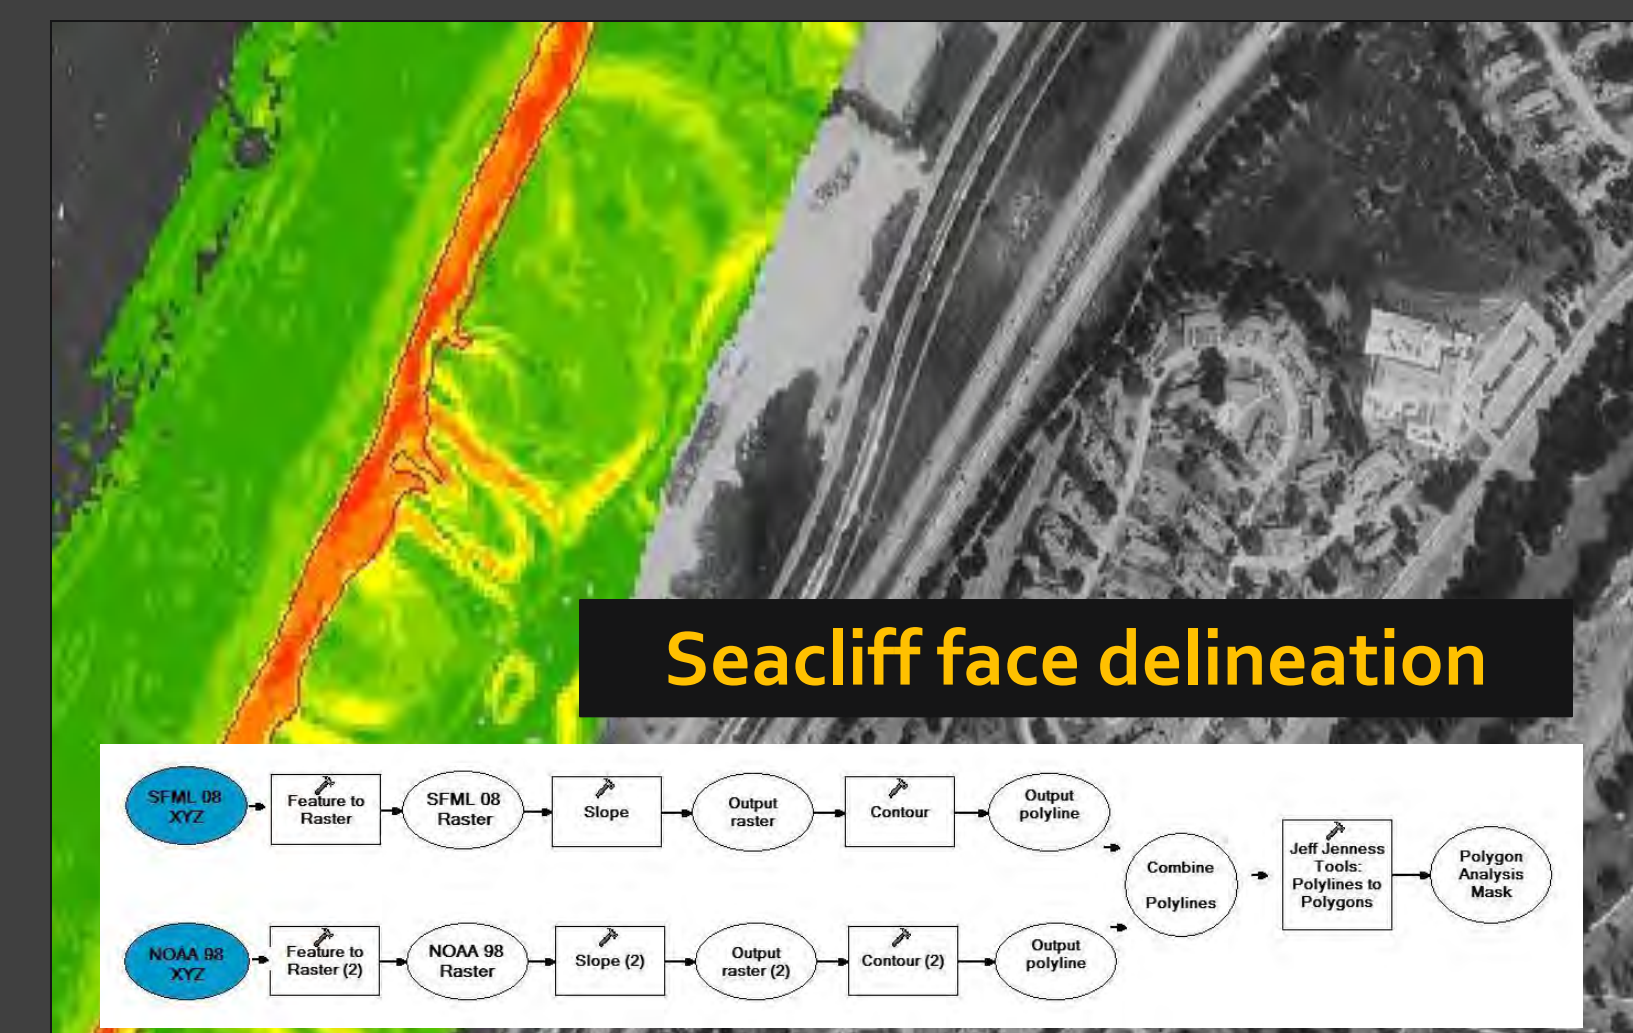 Seacliff face delineation
SFML 08
XYZ
Feature to
Raster
SFML 08
Raster
Slope
Output
raster
Contour
Output
polyline
NOAA 98
XYZ
Feature to
Raster (2)
NOAA 98
Raster
Slope (2)
Output
raster (2)
Contour (2)
Output
polyline
Combine
Polylines
Jeff Jenness
Tools:
Polylines to
Polygons
Polygon
Analysis
Mask